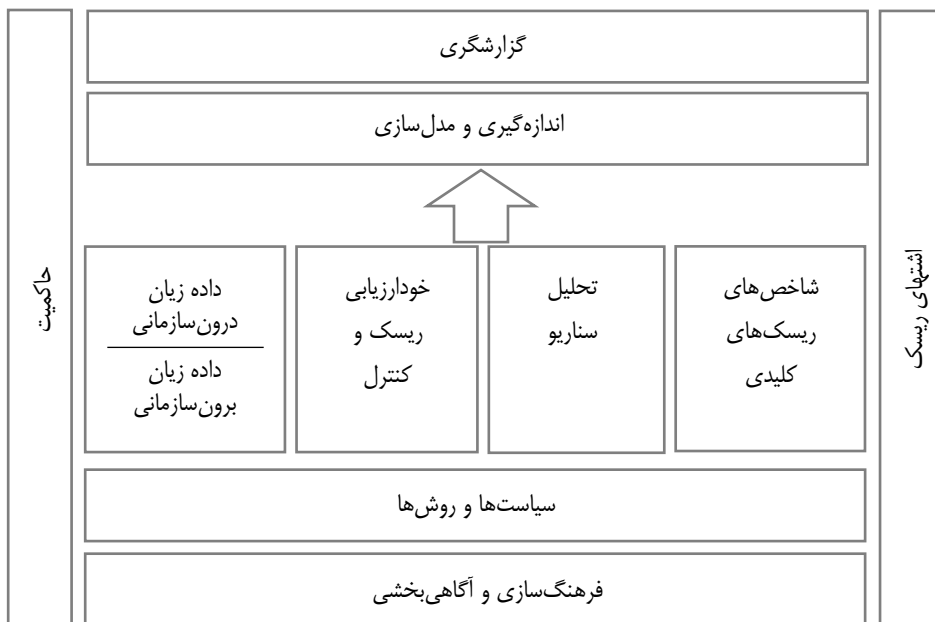 گزارشگری
اندازه‌گیری و مدل‌سازی
اشتهای ریسک
شاخص‌های
ریسک‌های
کلیدی
تحلیل
سناریو
خودارزیابی
ریسک و
کنترل
داده زیان
درون‌سازمانی
داده زیان
برون‌سازمانی
حاکمیت
سیاست‌ها و روش‌ها
فرهنگ‌سازی و آگاهی‌بخشی